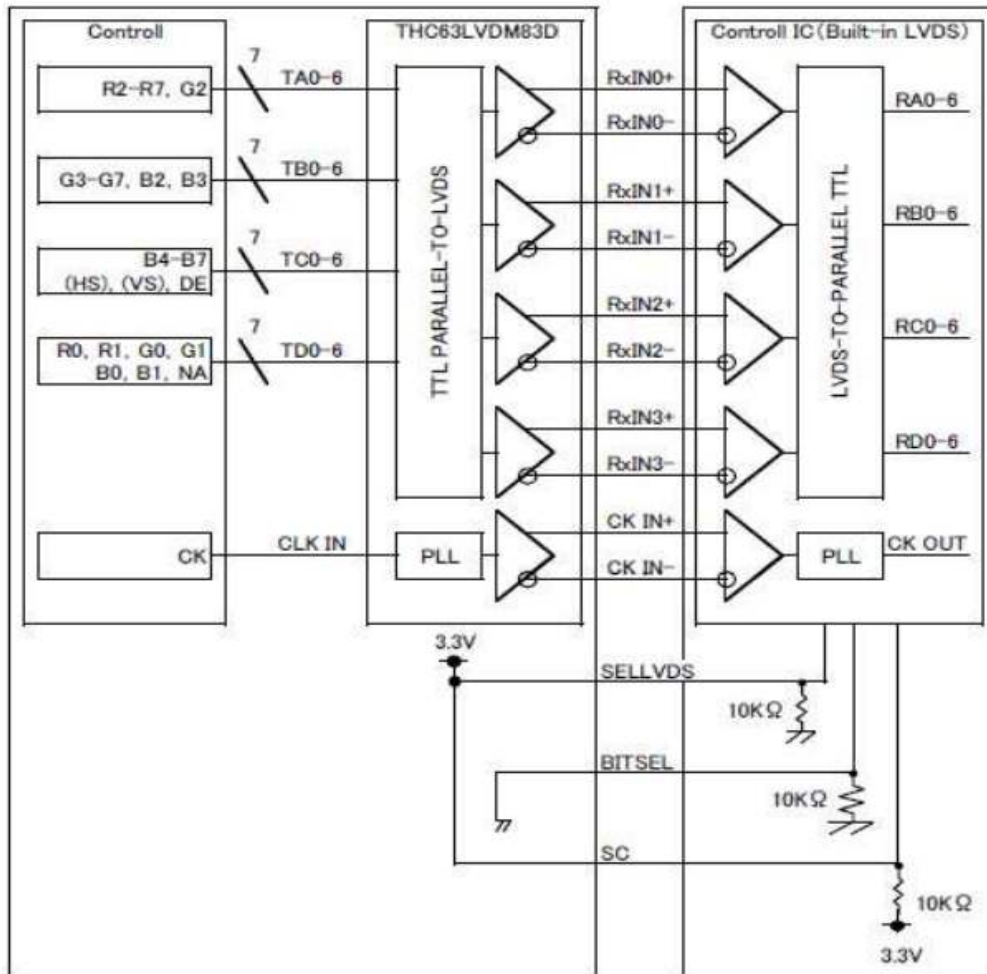 Controll
THC63LVDM83D
Controll IC(Built-in LVDS)
R2-R7, G2
7
TA0-6
G3-G7, B2, B3
7
TB0-6
B4-B7
(HS), (VS), DE
7
TC0-6
R0, R1, G0, G1
B0, B1, NA
7
TD0-6
CK
CLK IN
TTL PARALLEL-TO-LVDS
PLL
RxIN0+
RxIN0-
RxIN1+
RxIN1-
RxIN2+
RxIN2-
RxIN3+
RxIN3-
CK IN+
CK IN-
LVDS-TO-PARALLEL TTL
PLL
RA0-6
RB0-6
RC0-6
RD0-6
CK OUT
3.3V
SELLVDS
10KΩ
BITSEL
10KΩ
SC
10KΩ
3.3V